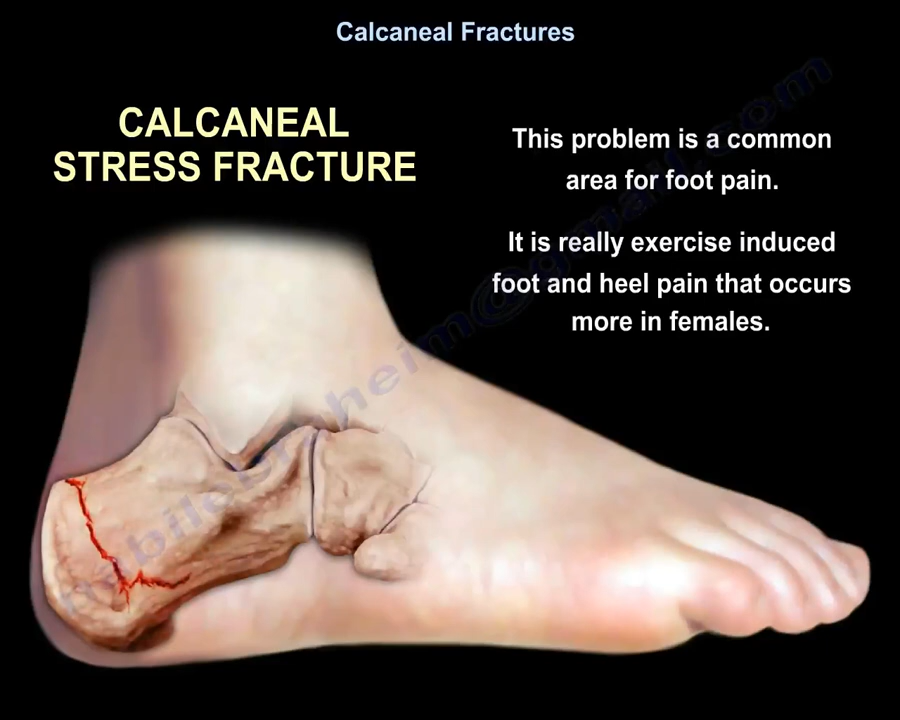 Calcaneal Fractures
CALCANEAL
STRESS FRACTURE
This problem is a common
area for foot pain.
It is really exercise induced
foot and heel pain that occurs
more in females.